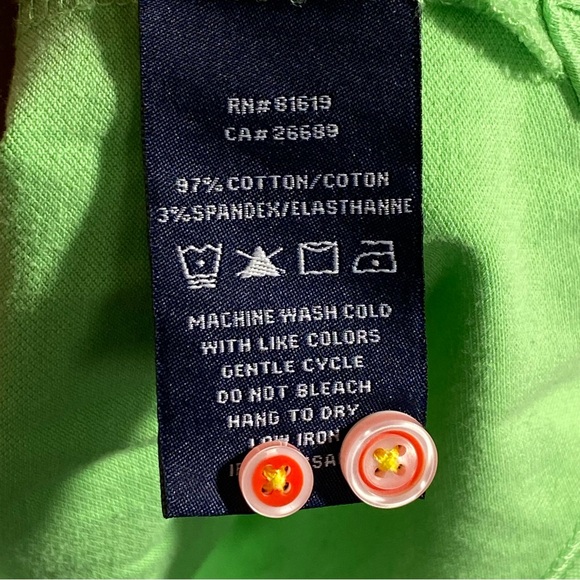 RN# 81619
CA# 26689
97% COTTON/COTON
3% SPANDEX/ELASTHANNE
MACHINE WASH COLD
WITH LIKE COLORS
GENTLE CYCLE
DO NOT BLEACH
HANG TO DRY
LOW IRON